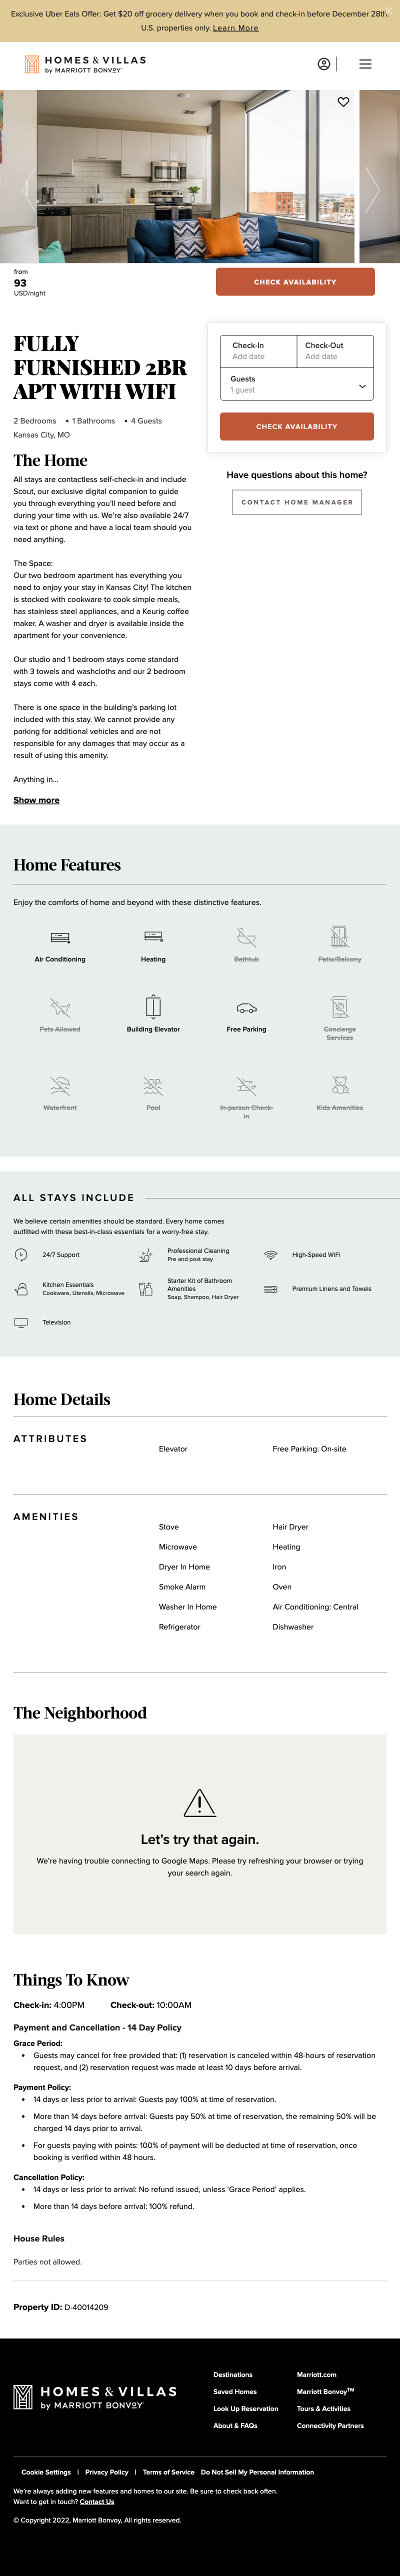 Exclusive Uber Eats Offer: Get $20 off grocery delivery when you book and check-in before December 28th.
U.S. properties only. Learn More
HOMES & VILLAS
by MARRIOTT BONVOY
from
93
USD/night
CHECK AVAILABILITY
FULLY
FURNISHED 2BR
APT WITH WIFI
2 Bedrooms • 1 Bathrooms • 4 Guests
Kansas City, MO
Check-In
Add date
Check-Out
Add date
Guests
1 guest
CHECK AVAILABILITY
Have questions about this home?
CONTACT HOME MANAGER
The Home
All stays are contactless self-check-in and include
Scout, our exclusive digital companion to guide
you through everything you'll need before and
during your time with us. We're also available 24/7
via text or phone and have a local team should you
need anything.
The Space:
Our two bedroom apartment has everything you
need to enjoy your stay in Kansas City! The kitchen
is stocked with cookware to cook simple meals,
has stainless steel appliances, and a Keurig coffee
maker. A washer and dryer is available inside the
apartment for your convenience.
Our studio and 1 bedroom stays come standard
with 3 towels and washcloths and our 2 bedroom
stays come with 4 each.
There is one space in the building's parking lot
included with this stay. We cannot provide any
parking for additional vehicles and are not
responsible for any damages that may occur as a
result of using this amenity.
Anything in...
Show more
Home Features
Enjoy the comforts of home and beyond with these distinctive features.
Air Conditioning
Heating
Bathtub
Patio/Balcony
Pets Allowed
Building Elevator
Free Parking
Concierge
Services
Waterfront
Pool
In-person Check-
in
Kids Amenities
ALL STAYS INCLUDE
We believe certain amenities should be standard. Every home comes
outfitted with these best-in-class essentials for a worry-free stay.
24/7 Support
Professional Cleaning
Pre and post stay
High-Speed WiFi
Kitchen Essentials
Cookware, Utensils, Microwave
Starter Kit of Bathroom
Amenities
Soap, Shampoo, Hair Dryer
Premium Linens and Towels
Television
Home Details
ATTRIBUTES
Elevator
Free Parking: On-site
AMENITIES
Stove
Hair Dryer
Microwave
Heating
Dryer In Home
Iron
Smoke Alarm
Oven
Washer In Home
Air Conditioning: Central
Refrigerator
Dishwasher
The Neighborhood
Let's try that again.
We're having trouble connecting to Google Maps. Please try refreshing your browser or trying
your search again.
Things To Know
Check-in: 4:00PM Check-out: 10:00AM
Payment and Cancellation - 14 Day Policy
Grace Period:
• Guests may cancel for free provided that: (1) reservation is canceled within 48-hours of reservation
request, and (2) reservation request was made at least 10 days before arrival.
Payment Policy:
• 14 days or less prior to arrival: Guests pay 100% at time of reservation.
• More than 14 days before arrival: Guests pay 50% at time of reservation, the remaining 50% will be
charged 14 days prior to arrival.
• For guests paying with points: 100% of payment will be deducted at time of reservation, once
booking is verified within 48 hours.
Cancellation Policy:
• 14 days or less prior to arrival: No refund issued, unless 'Grace Period' applies.
• More than 14 days before arrival: 100% refund.
House Rules
Parties not allowed.
Property ID: D-40014209
HOMES & VILLAS
by MARRIOTT BONVOY
Destinations
Marriott.com
Saved Homes
Marriott Bonvoy™
Look Up Reservation
Tours & Activities
About & FAQs
Connectivity Partners
Cookie Settings | Privacy Policy | Terms of Service Do Not Sell My Personal Information
We're always adding new features and homes to our site. Be sure to check back often.
Want to get in touch? Contact Us
© Copyright 2022, Marriott Bonvoy, All rights reserved.